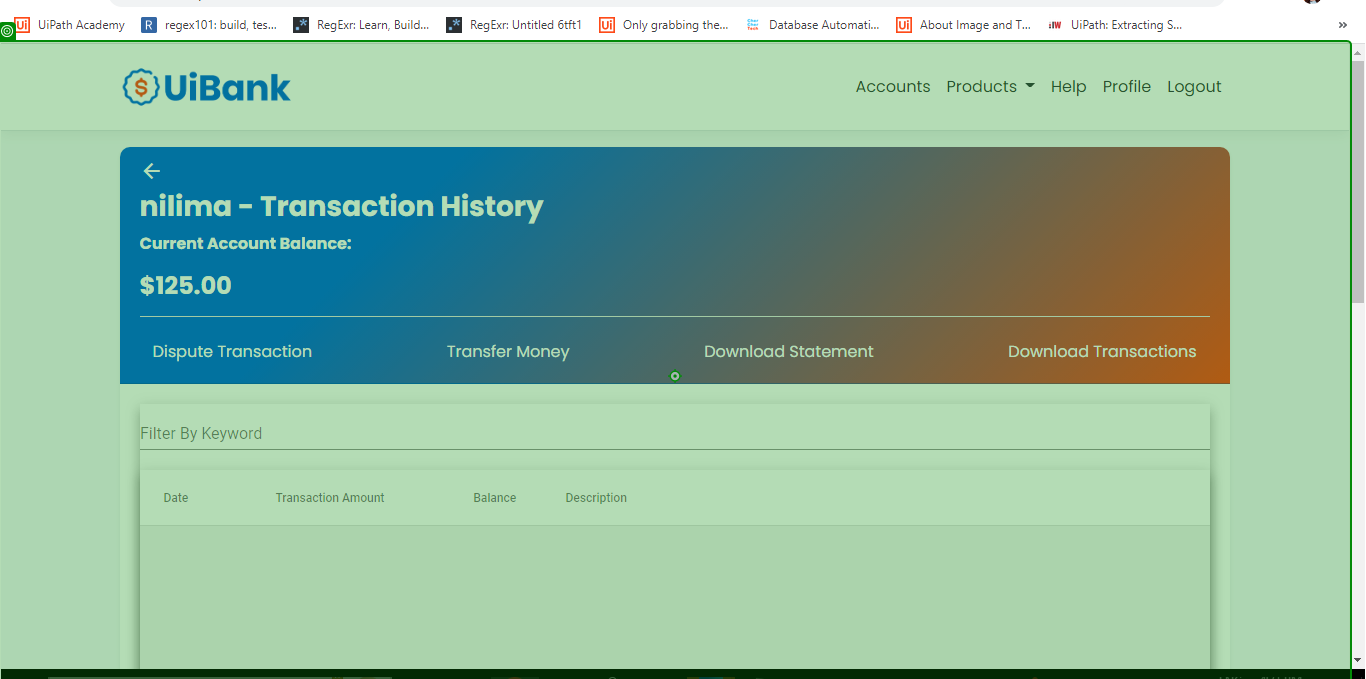 UiPath Academy regex101: build, tes... RegExr: Learn, Build... RegExr: Untitled 6tft1 Only grabbing the... Database Automati... About Image and T... UiPath: Extracting S... »
UiBank Accounts Products Help Profile Logout
nilima - Transaction History
Current Account Balance:
$125.00
Dispute Transaction Transfer Money Download Statement Download Transactions
Filter By Keyword
Date Transaction Amount Balance Description